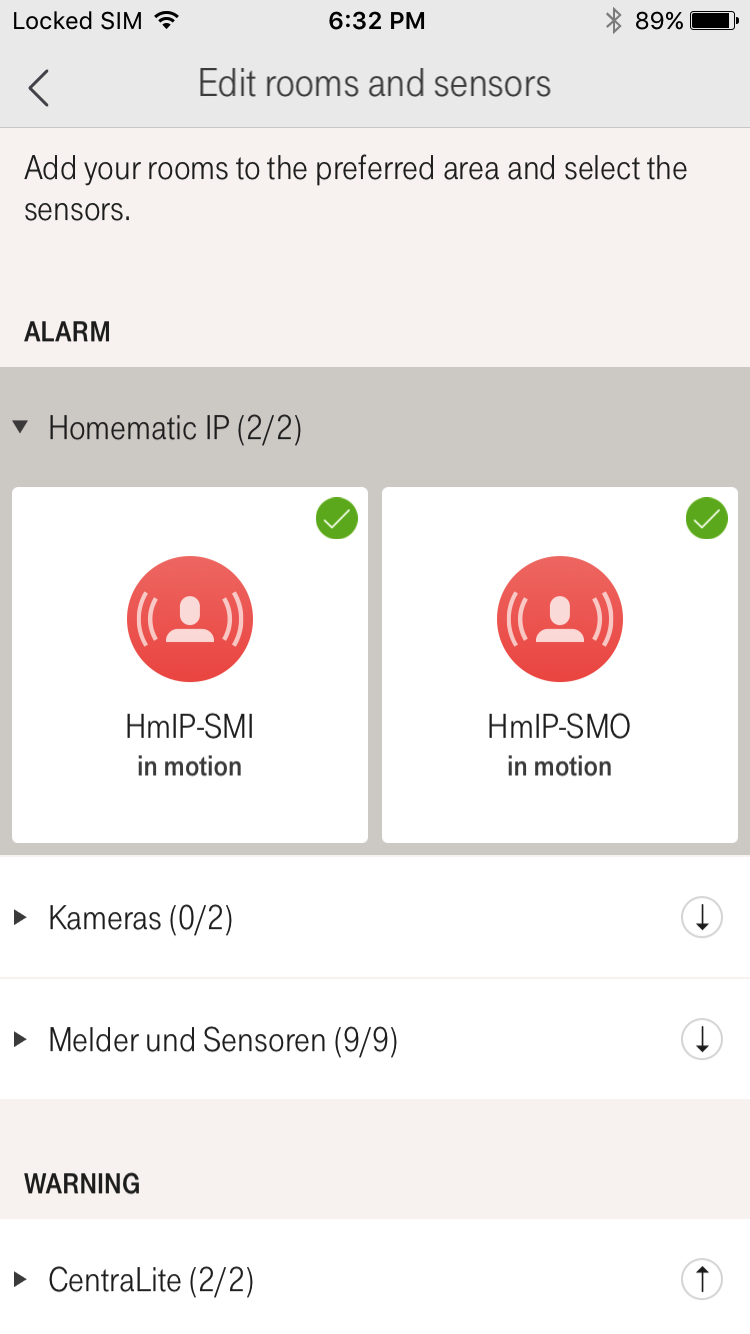 Locked SIM 6:32 PM 89%
Edit rooms and sensors
Add your rooms to the preferred area and select the
sensors.
ALARM
Homematic IP (2/2)
HmIP-SMI HmIP-SMO
in motion in motion
Kameras (0/2)
Melder und Sensoren (9/9)
WARNING
CentraLite (2/2)